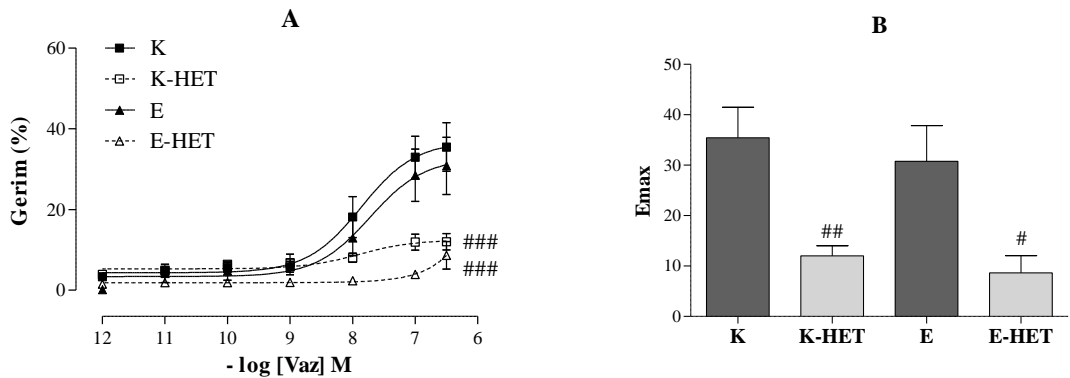 A
Gerim (%)
60
40
20
0
K
K-HET
E
E-HET
###
###
12 11 10 9 8 7 6
- log [Vaz] M
B
Emax
50
40
30
20
10
0
##
#
K K-HET E E-HET